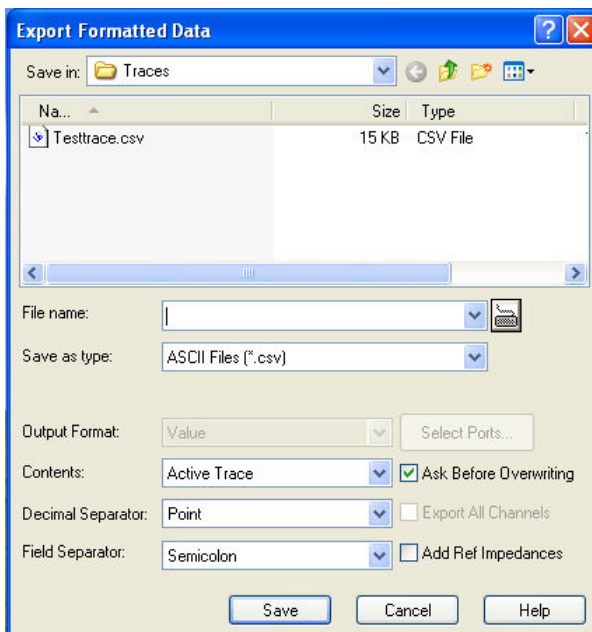 Export Formatted Data
Save in: Traces
Na... Size Type
Testtrace.csv 15 KB CSV File
File name:
Save as type: ASCII Files (*.csv)
Output Format: Value Select Ports...
Contents: Active Trace Ask Before Overwriting
Decimal Separator: Point Export All Channels
Field Separator: Semicolon Add Ref Impedances
Save Cancel Help